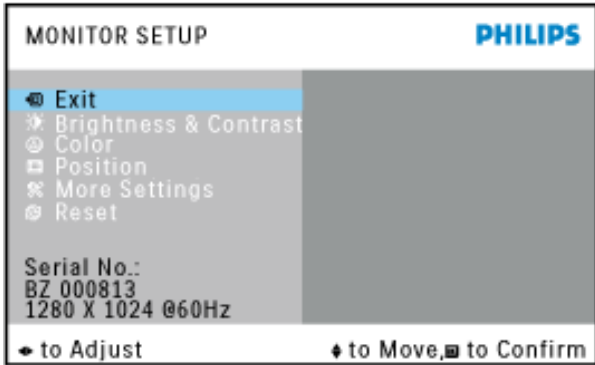 MONITOR SETUP
PHILIPS
Exit
Brightness & Contrast
Color
Position
More Settings
Reset
Serial No.:
BZ 000813
1280 X 1024 @60Hz
to Adjust
to Move, to Confirm